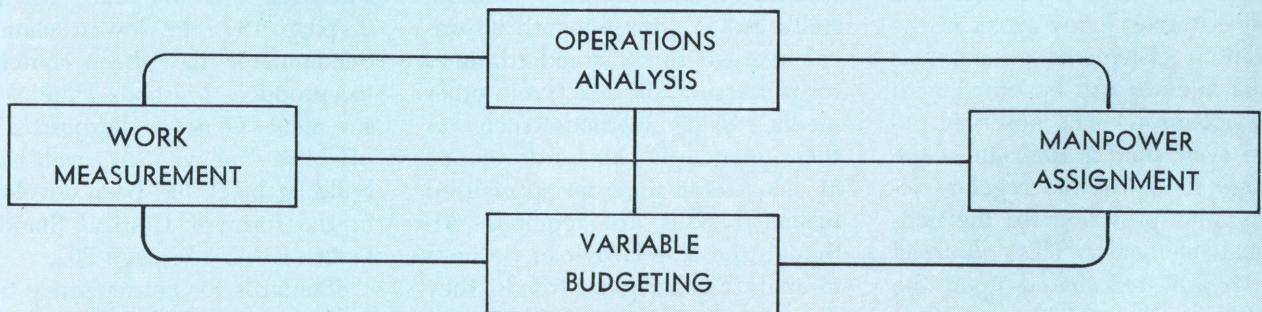 OPERATIONS
ANALYSIS
WORK
MEASUREMENT
MANPOWER
ASSIGNMENT
VARIABLE
BUDGETING